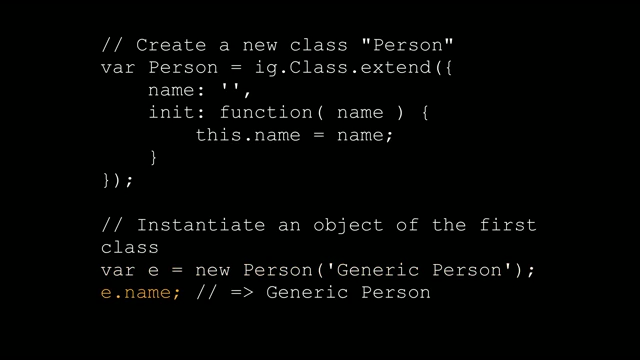 // Create a new class "Person"
var Person = ig.Class.extend({
    name: '',
    init: function( name ) {
        this.name = name;
    }
});

// Instantiate an object of the first
class
var e = new Person('Generic Person');
e.name; // => Generic Person